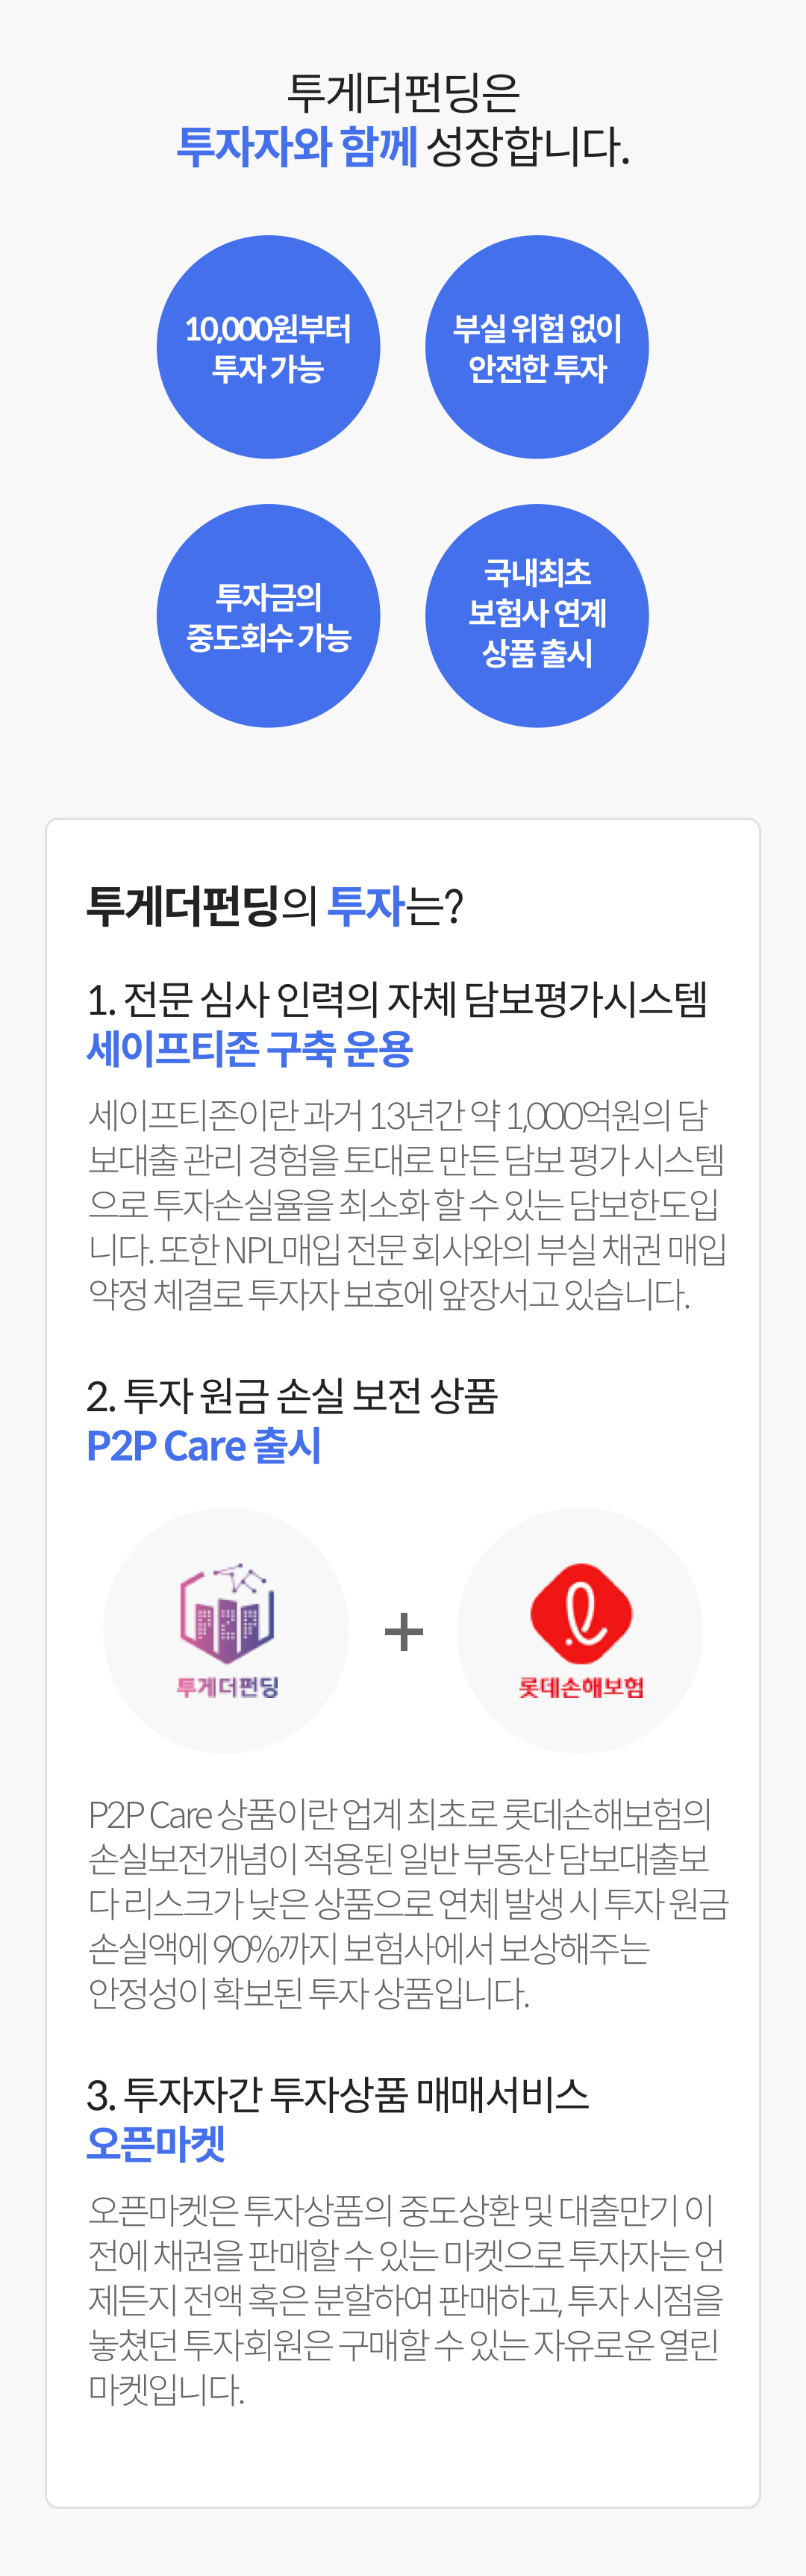 투게더펀딩은
투자자와 함께 성장합니다.
10,000원부터
투자 가능
부실 위험 없이
안전한 투자
투자금의
중도회수 가능
국내최초
보험사 연계
상품 출시
투게더펀딩의 투자는?
1. 전문 심사 인력의 자체 담보평가시스템
세이프티존 구축 운용
세이프티존이란 과거 13년간 약 1,000억원의 담
보대출 관리 경험을 토대로 만든 담보 평가 시스템
으로 투자손실율을 최소화 할 수 있는 담보한도입
니다. 또한 NPL매입 전문 회사와의 부실 채권 매입
약정 체결로 투자자 보호에 앞장서고 있습니다.
2. 투자 원금 손실 보전 상품
P2P Care 출시
P2P
투게더펀딩
+
롯데손해보험
P2P Care 상품이란 업계 최초로 롯데손해보험의
손실보전개념이 적용된 일반 부동산 담보대출보
다 리스크가 낮은 상품으로 연체 발생 시 투자 원금
손실액에 90%까지 보험사에서 보상해주는
안정성이 확보된 투자 상품입니다.
3. 투자자간 투자상품 매매서비스
오픈마켓
오픈마켓은 투자상품의 중도상환 및 대출만기 이
전에 채권을 판매할 수 있는 마켓으로 투자자는 언
제든지 전액 혹은 분할하여 판매하고, 투자 시점을
놓쳤던 투자회원은 구매할 수 있는 자유로운 열린
마켓입니다.